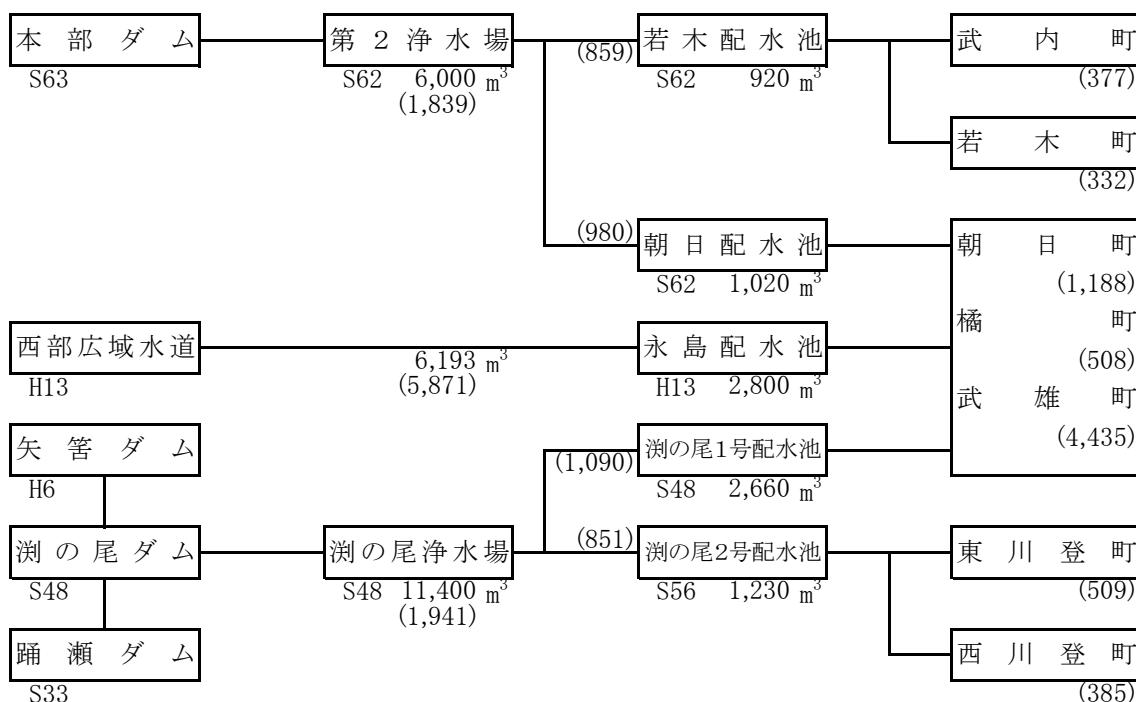 本部ダム 第2浄水場 (859) 若木配水池 武内町
S63 S62 6,000 m³ S62 920 m³ (377)
(1,839)
若木町
(332)
(980) 朝日配水池 朝日町
S62 1,020 m³ (1,188)
西部広域水道 6,193 m³ 永島配水池 橘町
H13 (5,871) H13 2,800 m³ (508)
武雄町
矢筈ダム (1,090) 渕の尾1号配水池 (4,435)
H6 S48 2,660 m³
渕の尾ダム 渕の尾浄水場 (851) 渕の尾2号配水池 東川登町
S48 S48 11,400 m³ S56 1,230 m³ (509)
(1,941)
踊瀬ダム 西川登町
S33 (385)